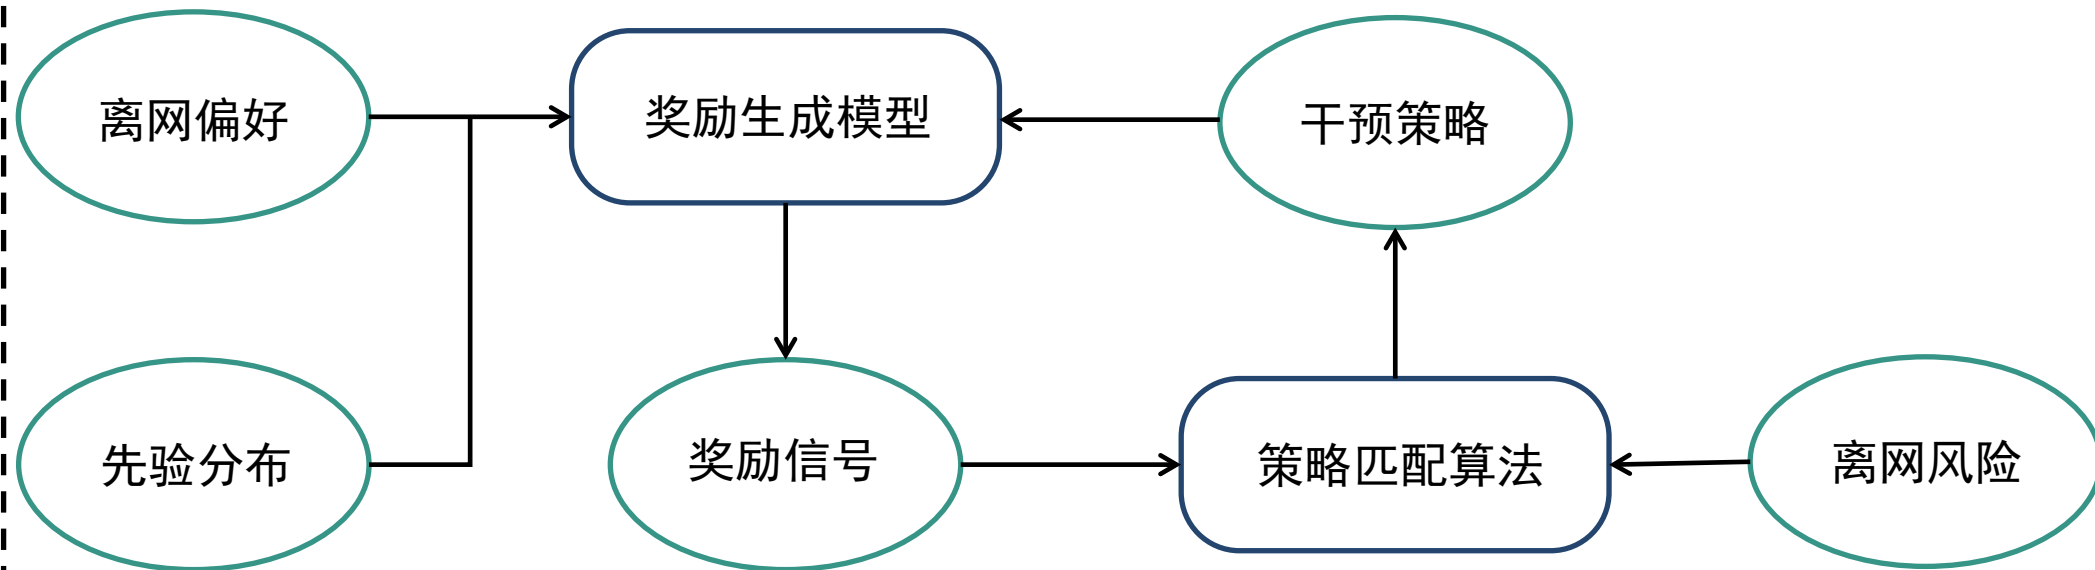 离网偏好
奖励生成模型
干预策略
先验分布
奖励信号
策略匹配算法
离网风险